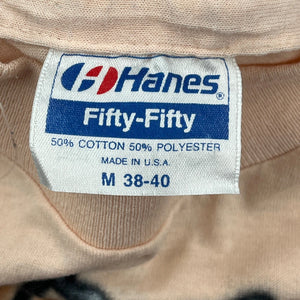 Hanes®
Fifty-Fifty
50% COTTON 50% POLYESTER
MADE IN U.S.A.
M 38-40